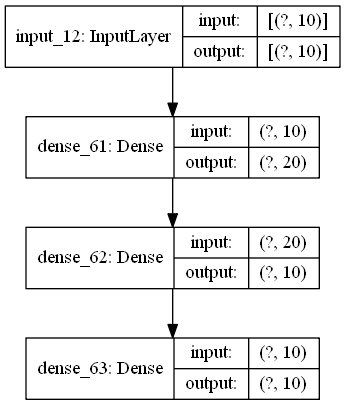 input_12: InputLayer
input: [(?, 10)]
output: [(?, 10)]
dense_61: Dense
input: (?, 10)
output: (?, 20)
dense_62: Dense
input: (?, 20)
output: (?, 10)
dense_63: Dense
input: (?, 10)
output: (?, 10)